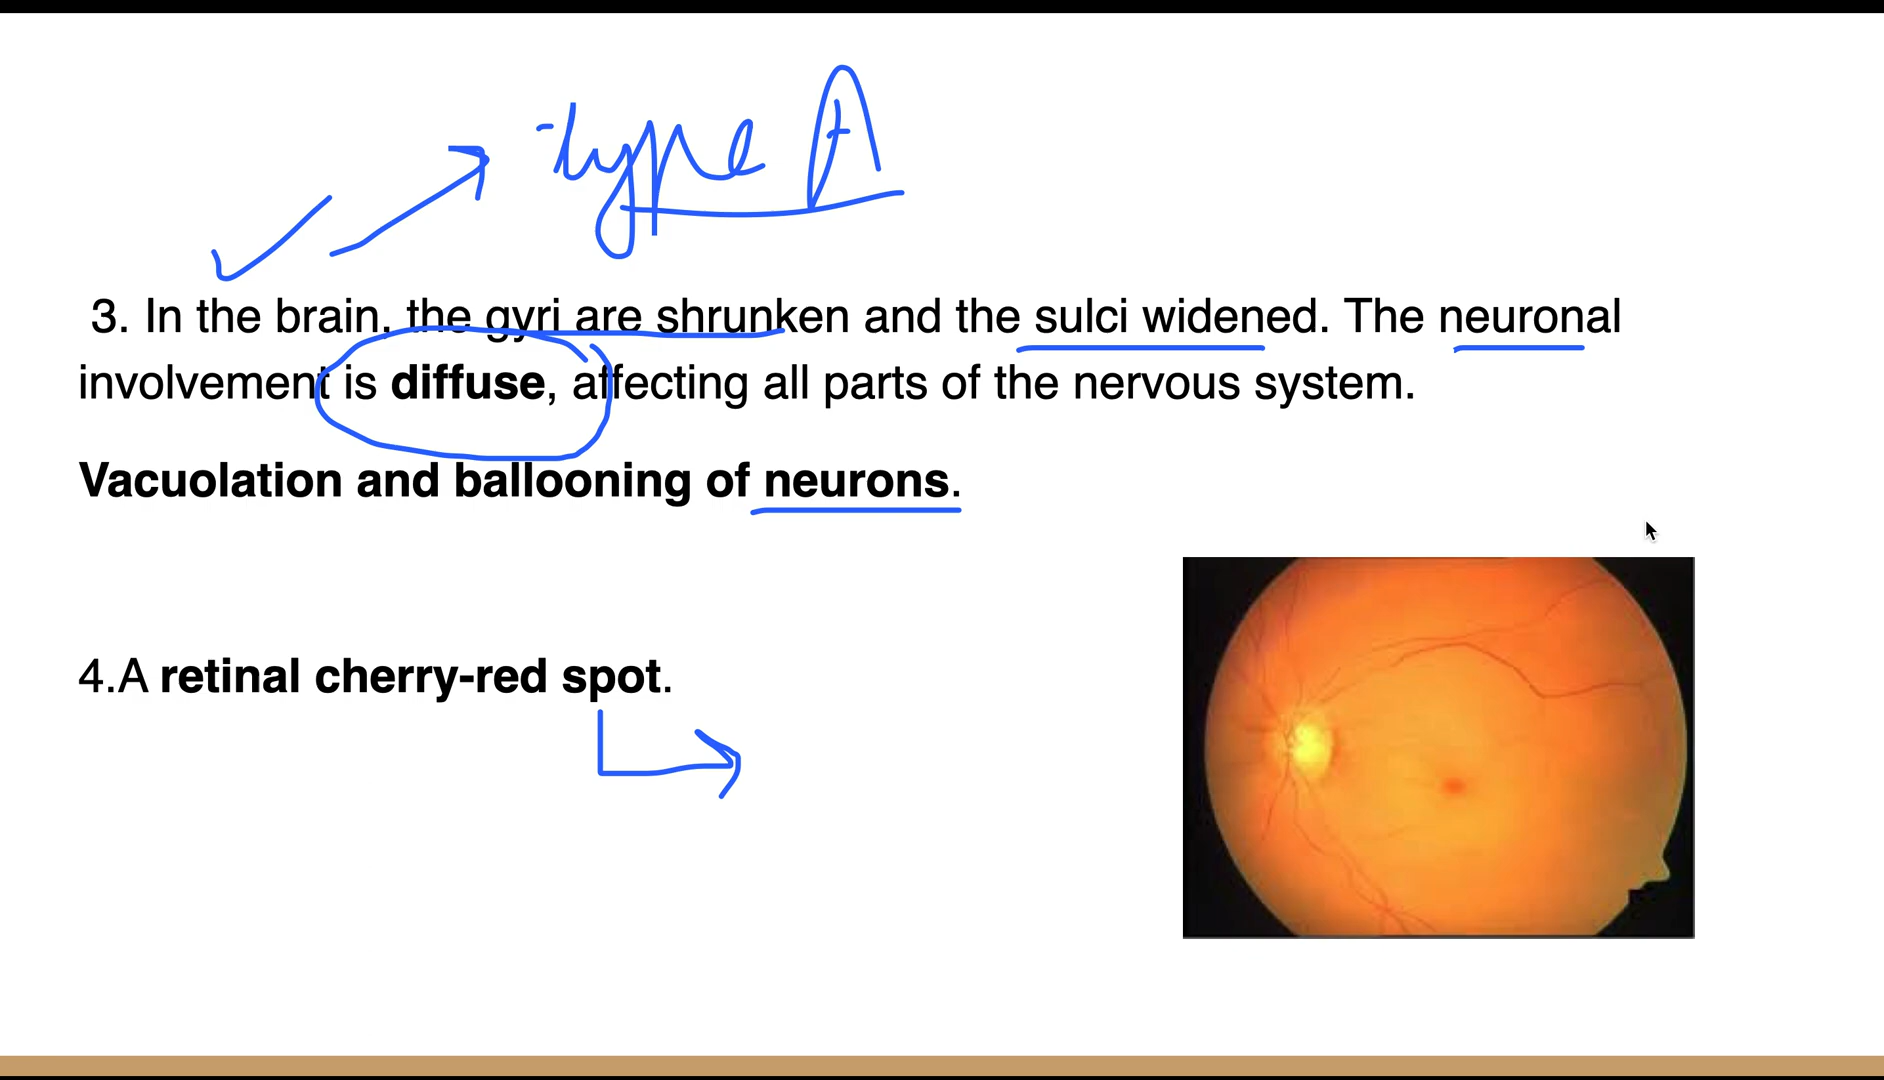 type A
3. In the brain, the gyri are shrunken and the sulci widened. The neuronal
involvement is diffuse, affecting all parts of the nervous system.
Vacuolation and ballooning of neurons.
4.A retinal cherry-red spot.